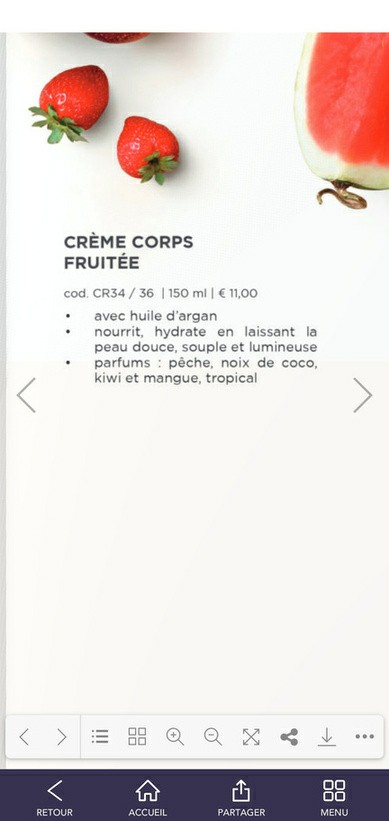 CRÈME CORPS
FRUITÉE
cod. CR34 / 36 | 150 ml | € 11,00
• avec huile d'argan
• nourrit, hydrate en laissant la
peau douce, souple et lumineuse
• parfums : pêche, noix de coco,
kiwi et mangue, tropical
RETOUR ACCUEIL PARTAGER MENU